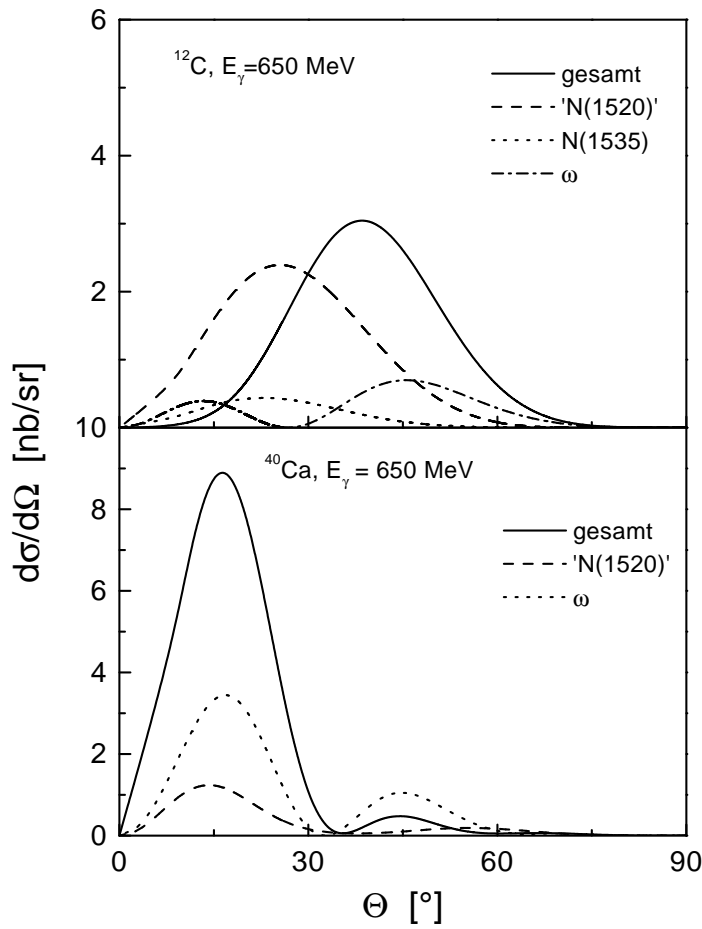 6
¹²C, Eγ=650 MeV
gesamt
'N(1520)'
N(1535)
ω
4
2
10
⁴⁰Ca, Eγ = 650 MeV
gesamt
'N(1520)'
ω
8
6
4
2
0
0 30 60 90
Θ [°]
dσ/dΩ [nb/sr]